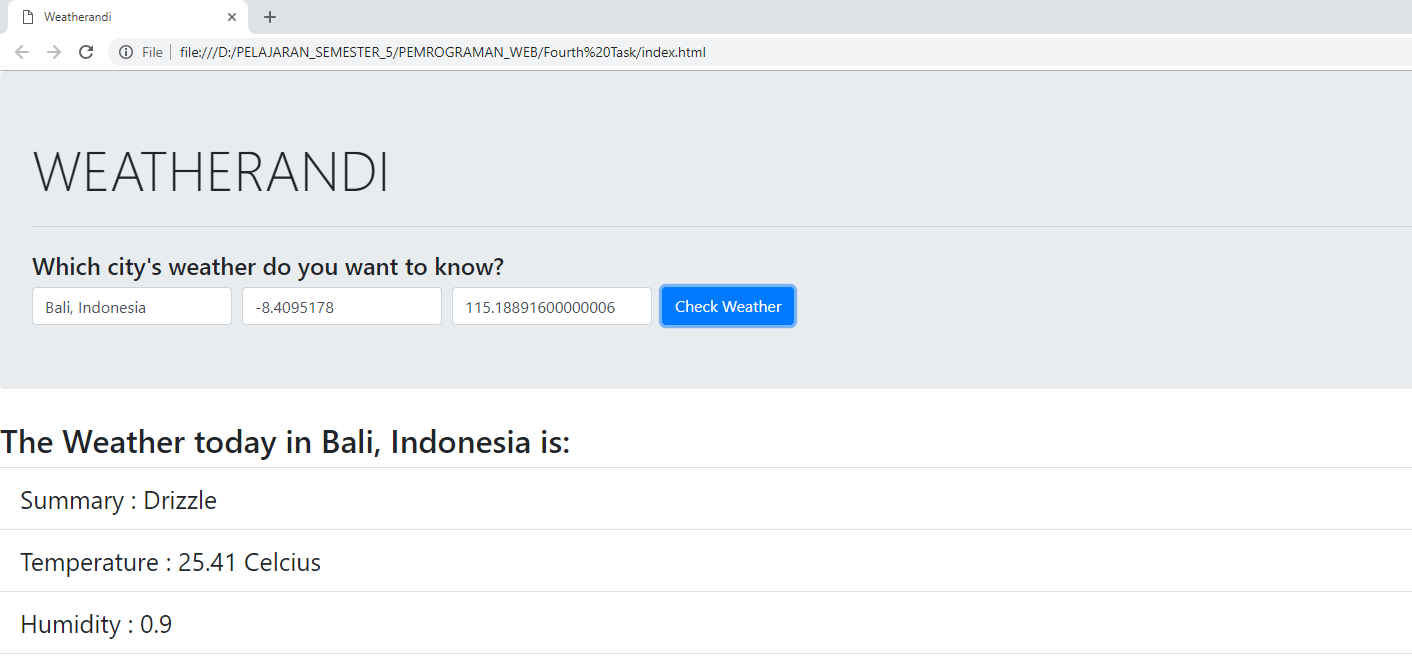 Weatherandi
File file:///D:/PELAJARAN_SEMESTER_5/PEMROGRAMAN_WEB/Fourth%20Task/index.html
WEATHERANDI
Which city's weather do you want to know?
Bali, Indonesia -8.4095178 115.18891600000006 Check Weather
The Weather today in Bali, Indonesia is:
Summary : Drizzle
Temperature : 25.41 Celcius
Humidity : 0.9